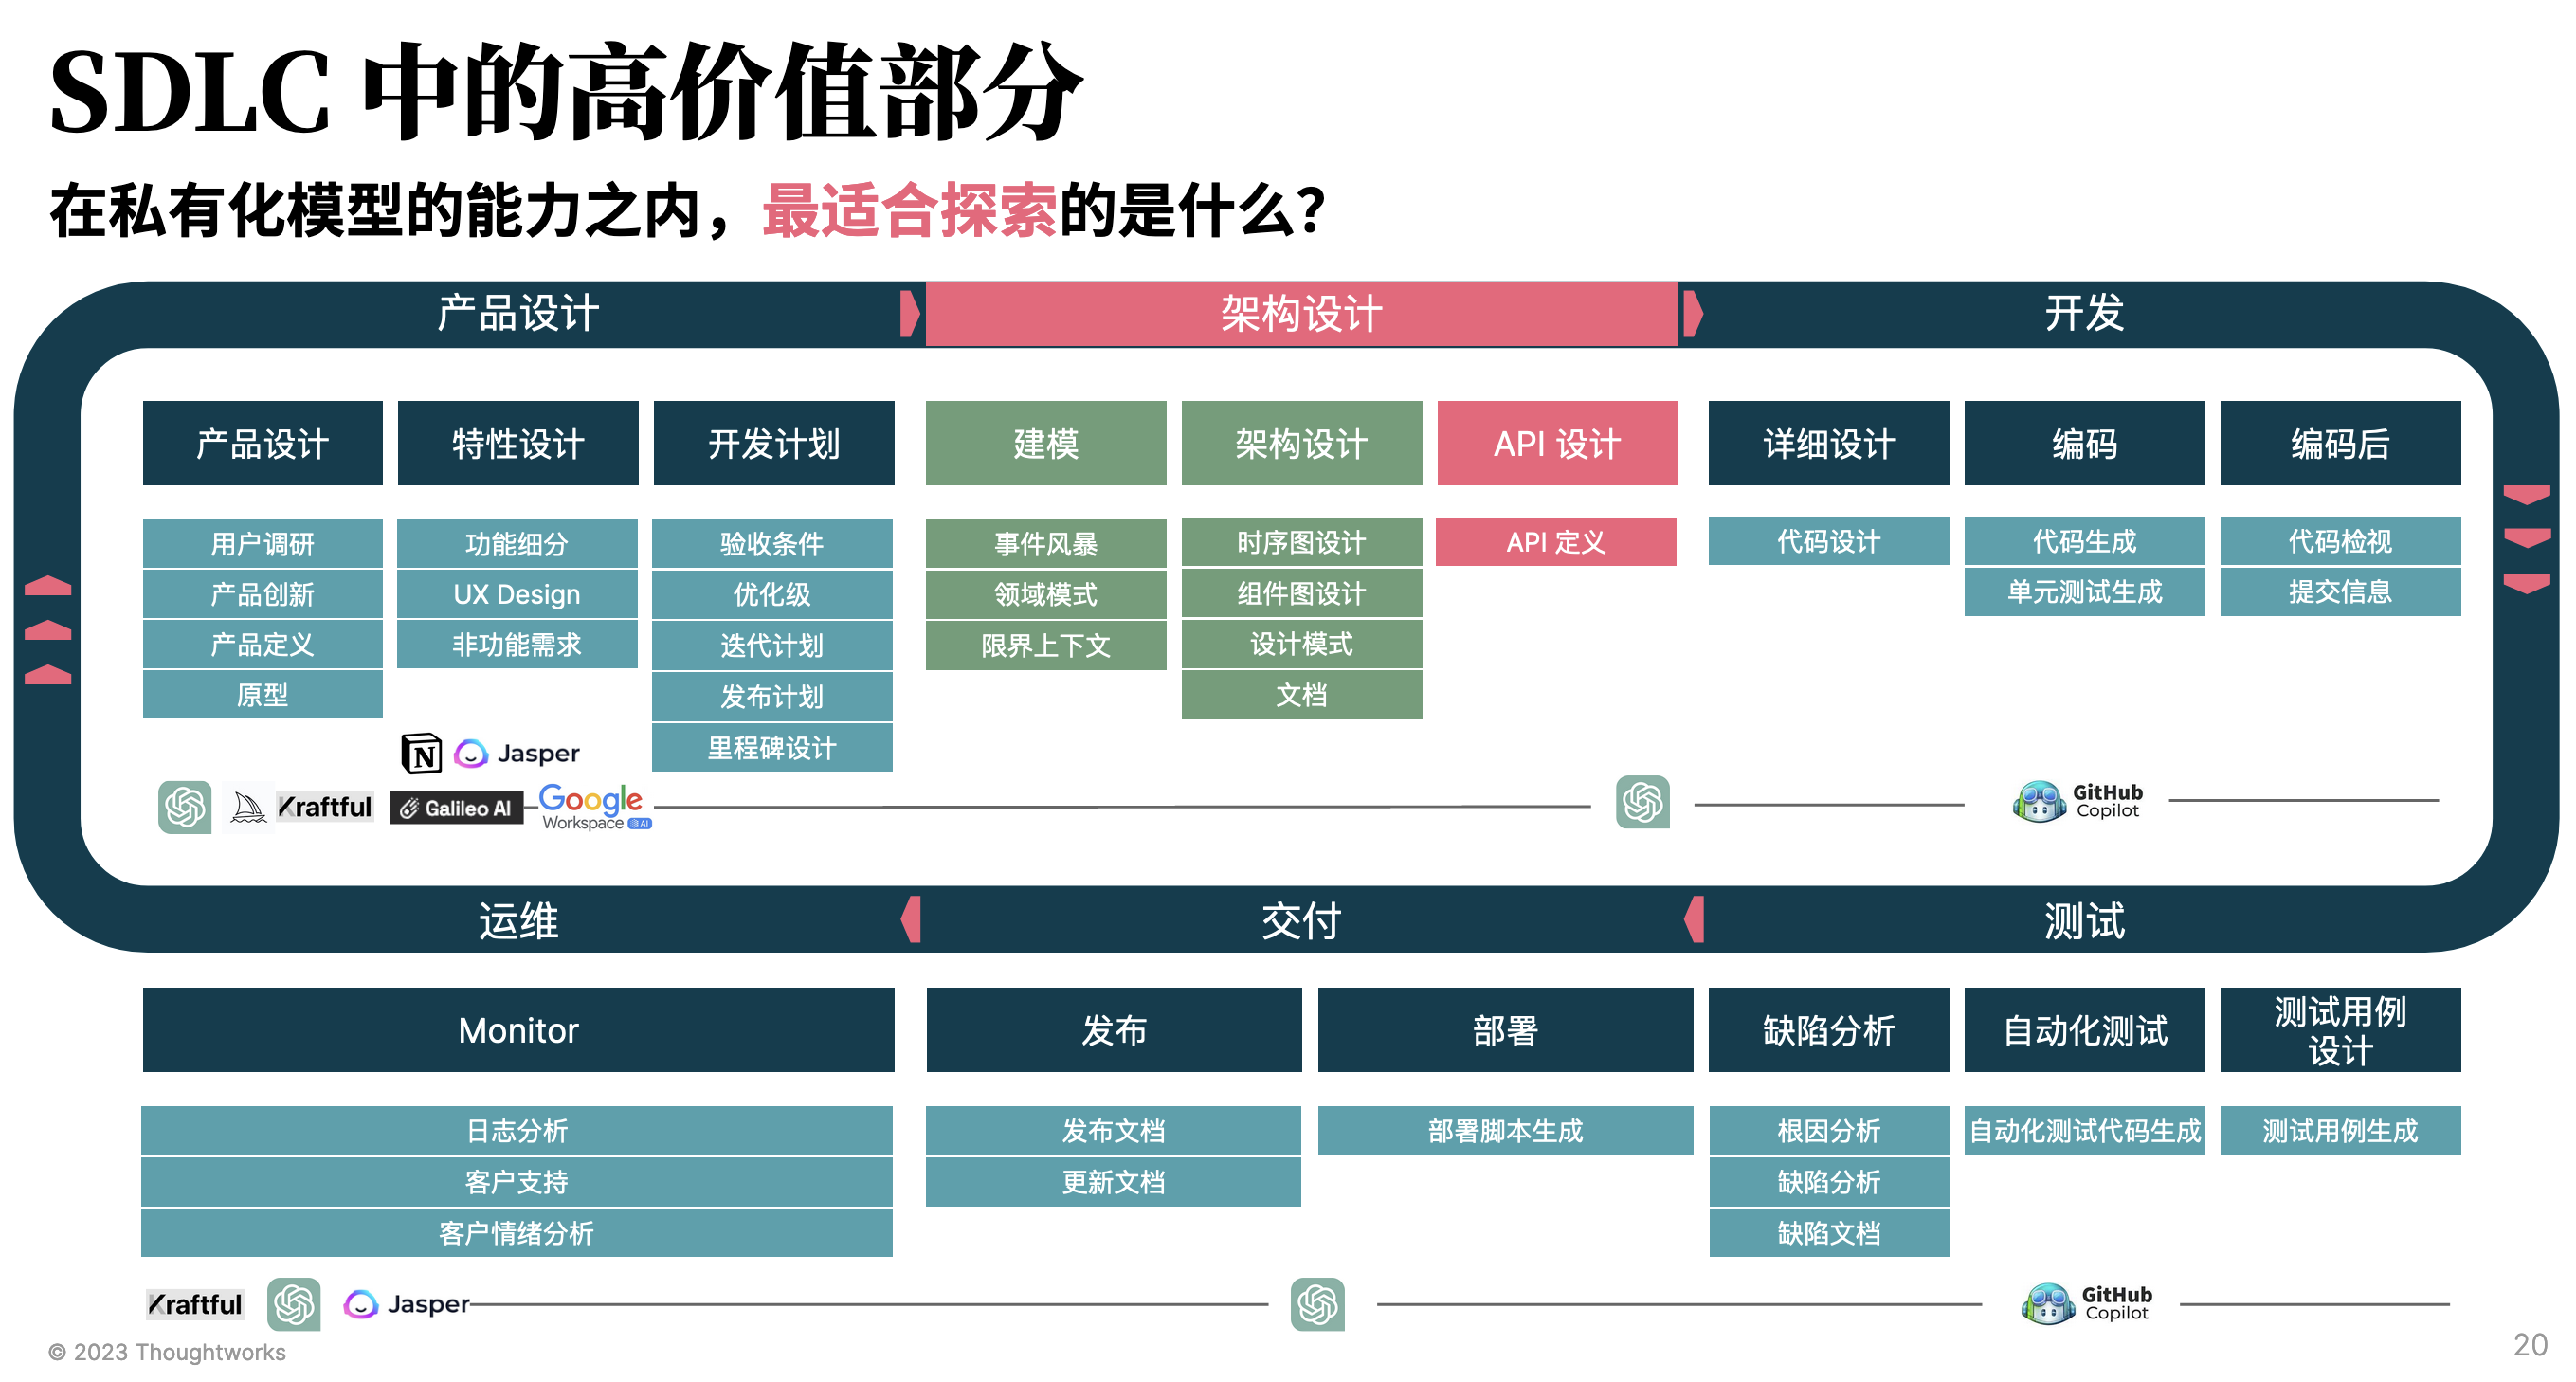 SDLC 中的高价值部分
在私有化模型的能力之内，最适合探索的是什么？
产品设计
架构设计
开发
产品设计
特性设计
开发计划
建模
架构设计
API 设计
详细设计
编码
编码后
用户调研
产品创新
产品定义
原型
功能细分
UX Design
非功能需求
验收条件
优化级
迭代计划
发布计划
里程碑设计
事件风暴
领域模式
限界上下文
时序图设计
组件图设计
设计模式
文档
API 定义
代码设计
代码生成
单元测试生成
代码检视
提交信息
N
Jasper
Kraftful
Galileo AI
Google
Workspace AI
GitHub
Copilot
运维
交付
测试
Monitor
发布
部署
缺陷分析
自动化测试
测试用例
设计
日志分析
客户支持
客户情绪分析
发布文档
更新文档
部署脚本生成
根因分析
缺陷分析
缺陷文档
自动化测试代码生成
测试用例生成
Kraftful
Jasper
GitHub
Copilot
© 2023 Thoughtworks
20